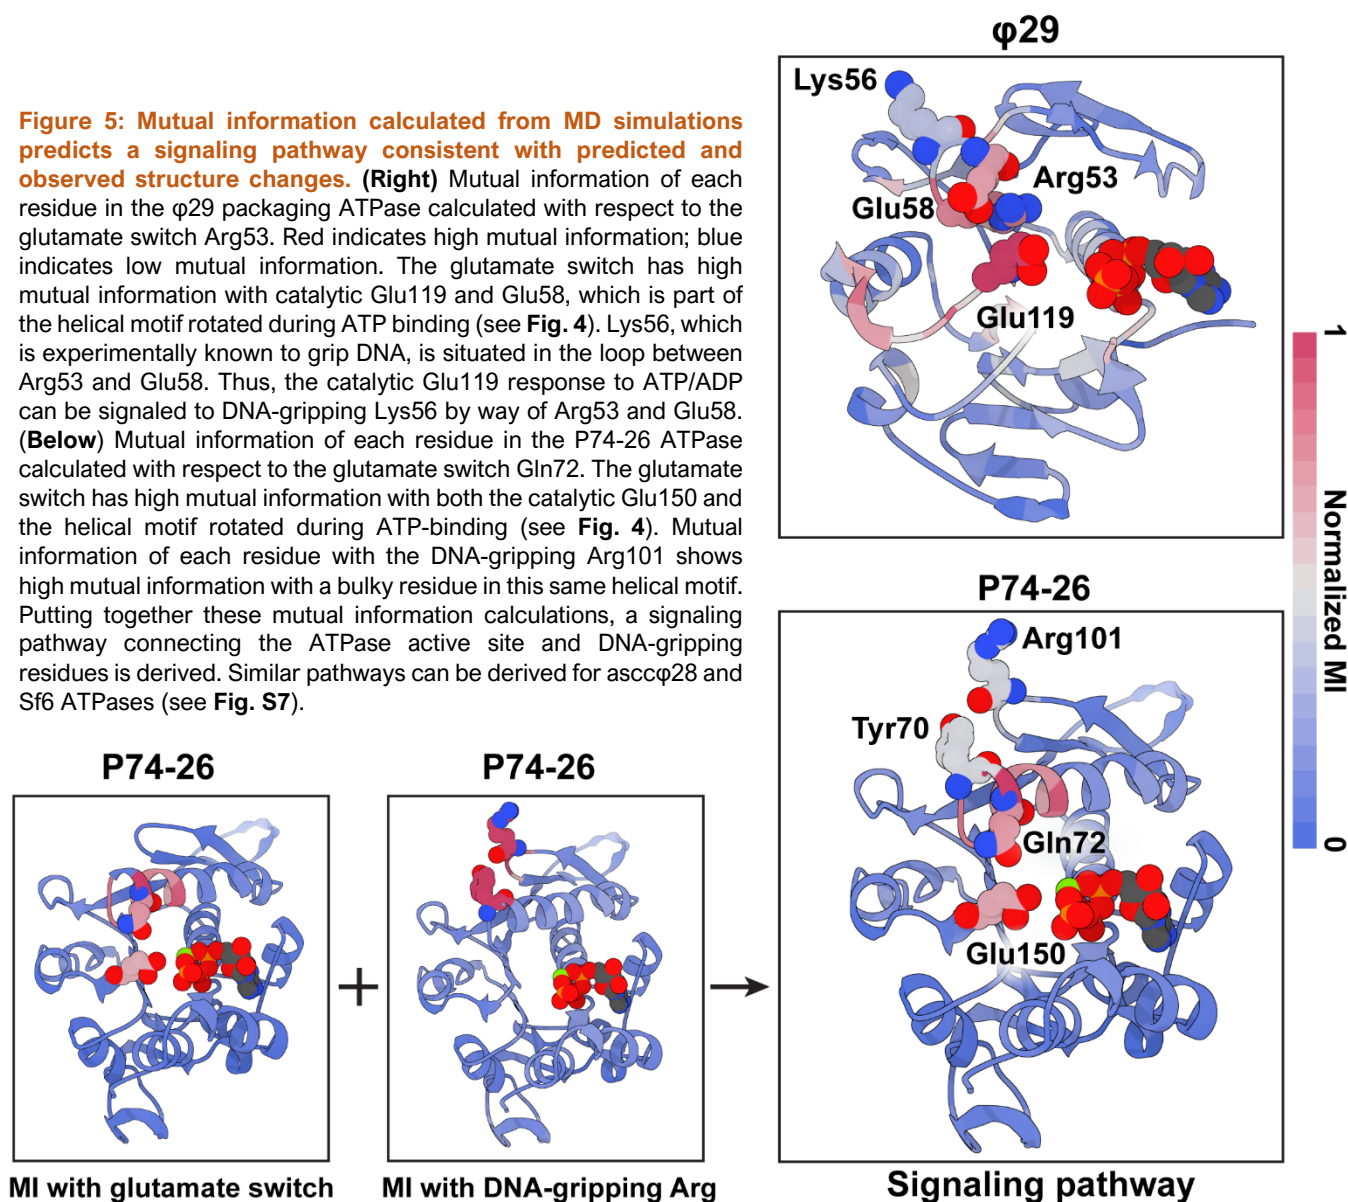 Figure 5: Mutual information calculated from MD simulations
predicts a signaling pathway consistent with predicted and
observed structure changes. (Right) Mutual information of each
residue in the φ29 packaging ATPase calculated with respect to the
glutamate switch Arg53. Red indicates high mutual information; blue
indicates low mutual information. The glutamate switch has high
mutual information with catalytic Glu119 and Glu58, which is part of
the helical motif rotated during ATP binding (see Fig. 4). Lys56, which
is experimentally known to grip DNA, is situated in the loop between
Arg53 and Glu58. Thus, the catalytic Glu119 response to ATP/ADP
can be signaled to DNA-gripping Lys56 by way of Arg53 and Glu58.
(Below) Mutual information of each residue in the P74-26 ATPase
calculated with respect to the glutamate switch Gln72. The glutamate
switch has high mutual information with both the catalytic Glu150 and
the helical motif rotated during ATP-binding (see Fig. 4). Mutual
information of each residue with the DNA-gripping Arg101 shows
high mutual information with a bulky residue in this same helical motif.
Putting together these mutual information calculations, a signaling
pathway connecting the ATPase active site and DNA-gripping
residues is derived. Similar pathways can be derived for asccφ28 and
Sf6 ATPases (see Fig. S7).
φ29
Lys56
Arg53
Glu58
Glu119
1
Normalized MI
0
P74-26
MI with glutamate switch
+
P74-26
MI with DNA-gripping Arg
P74-26
Arg101
Tyr70
Gln72
Glu150
Signaling pathway